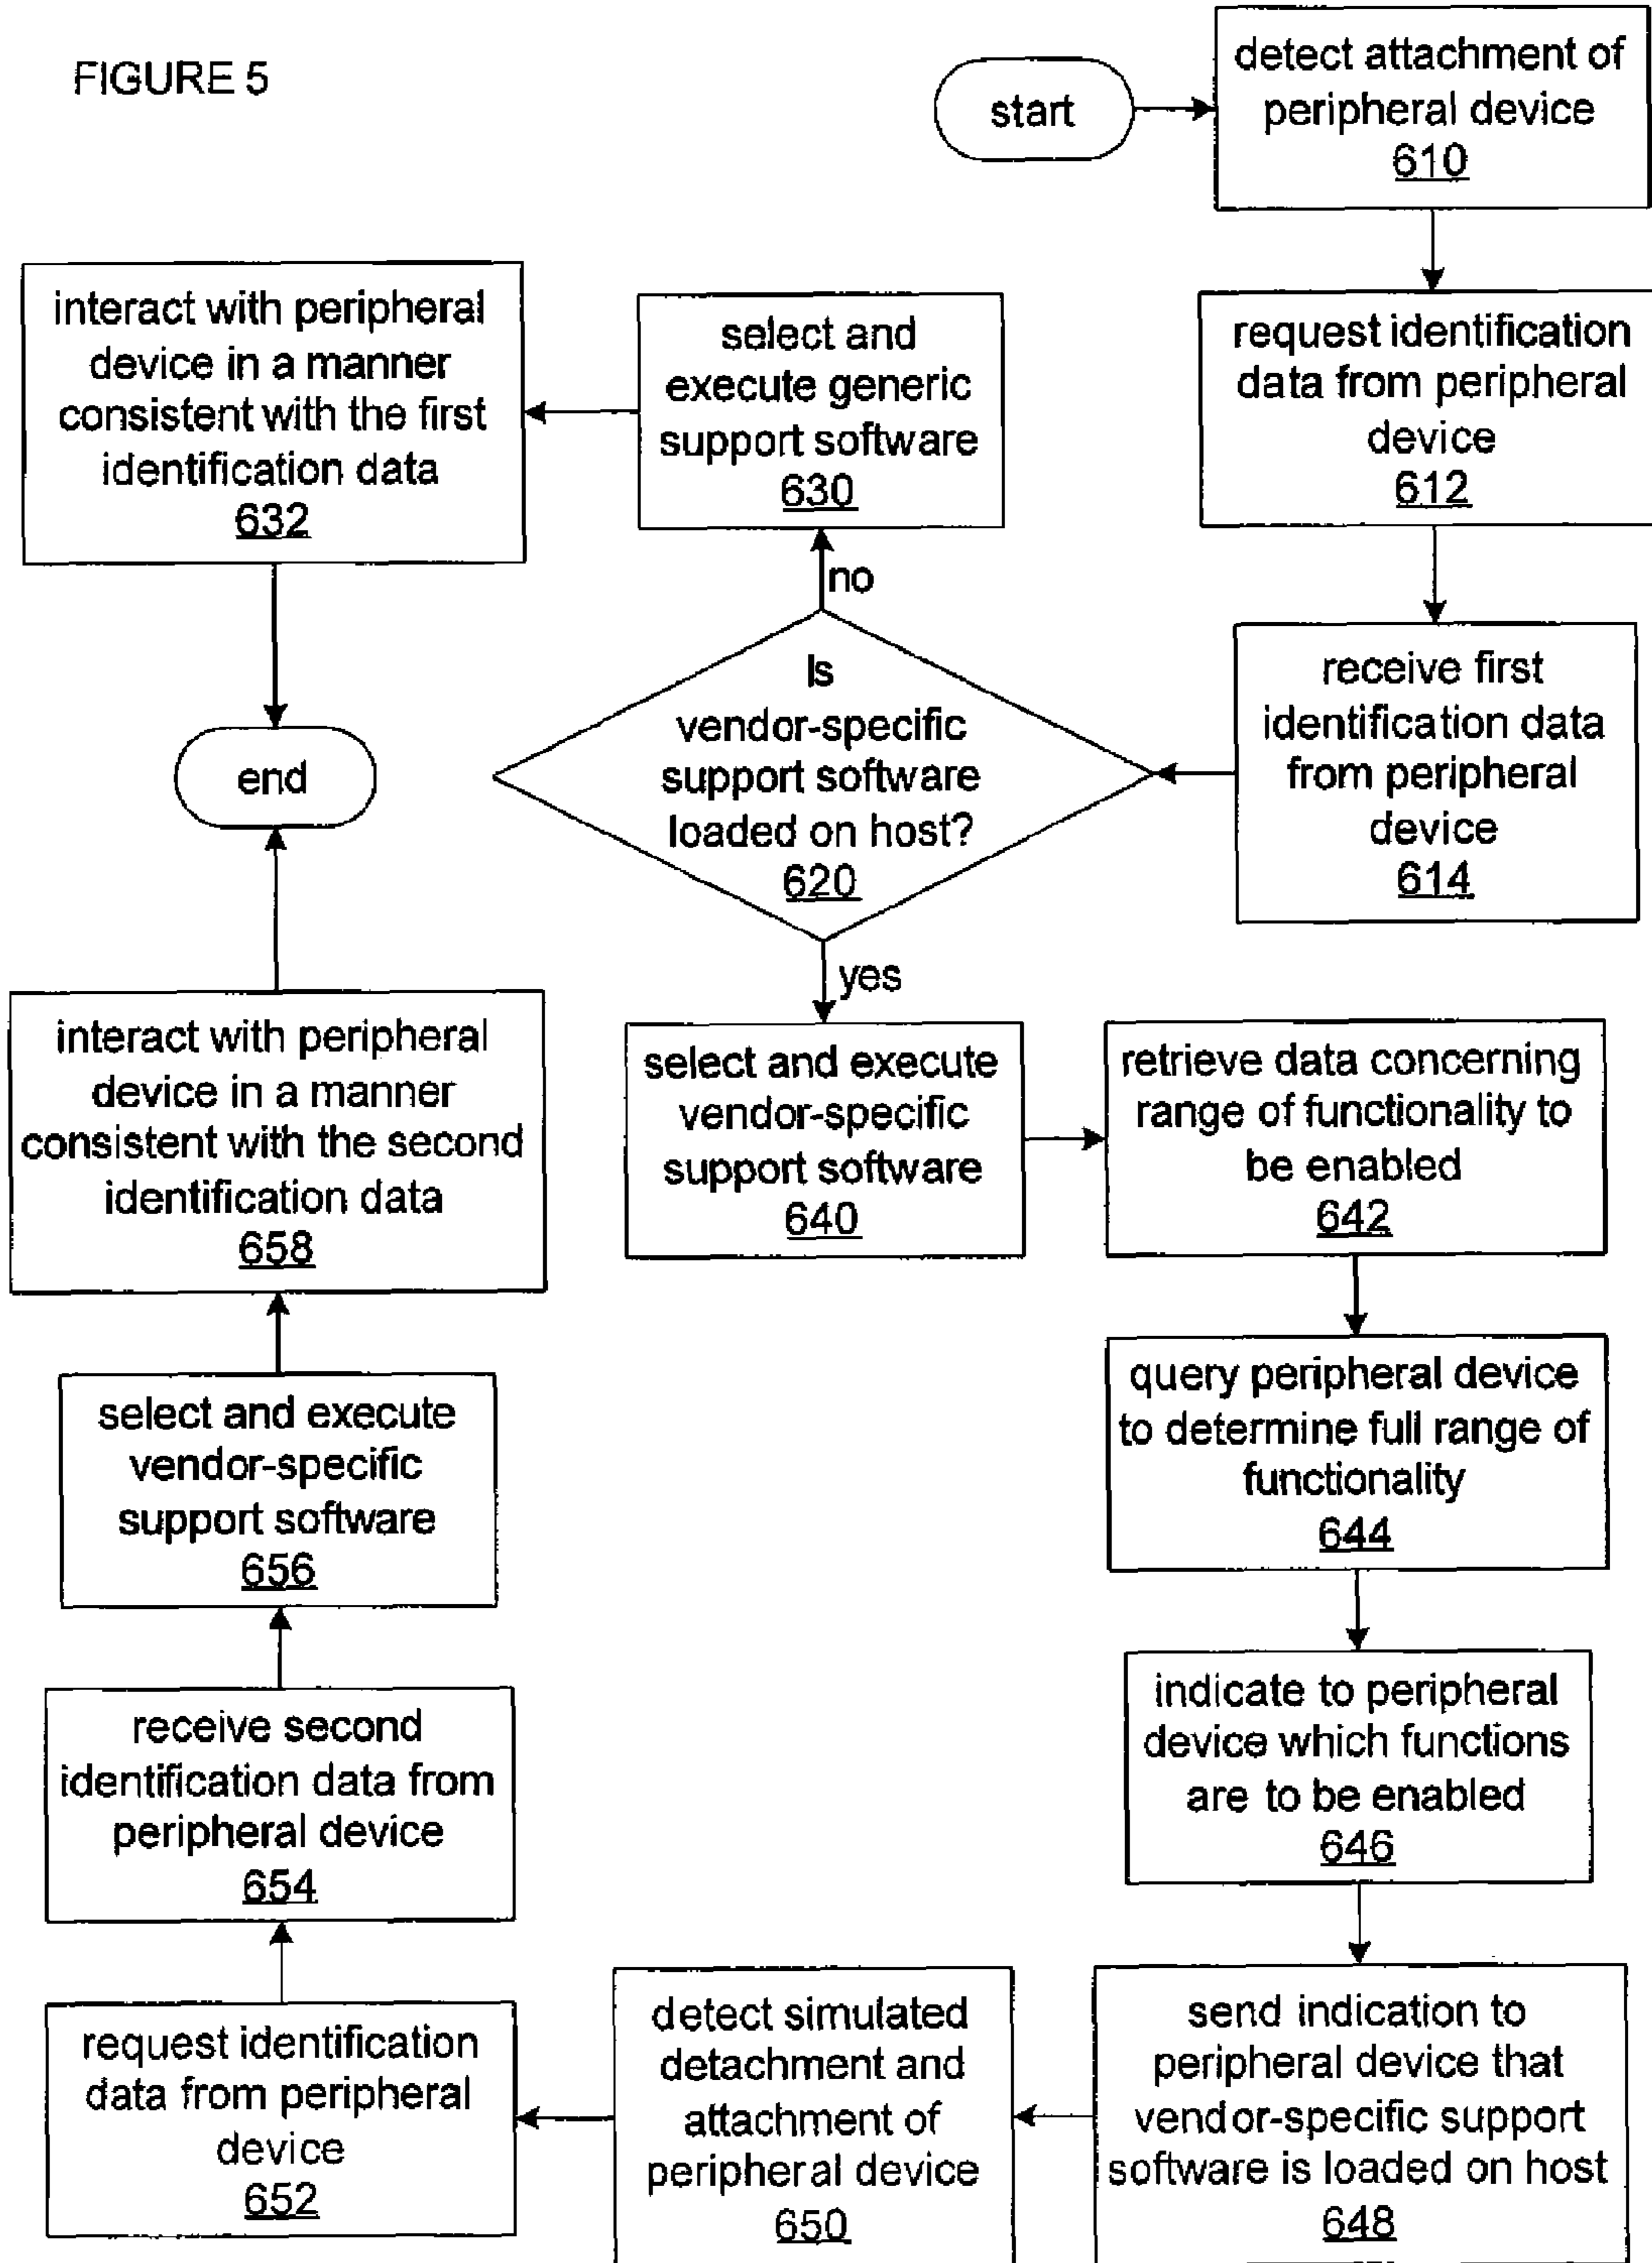 FIGURE 5
start
detect attachment of
peripheral device
610
request identification
data from peripheral
device
612
receive first
identification data
from peripheral
device
614
Is
vendor-specific
support software
loaded on host?
620
no
select and
execute generic
support software
630
interact with peripheral
device in a manner
consistent with the first
identification data
632
end
yes
select and execute
vendor-specific
support software
640
retrieve data concerning
range of functionality to
be enabled
642
query peripheral device
to determine full range of
functionality
644
indicate to peripheral
device which functions
are to be enabled
646
send indication to
peripheral device that
vendor-specific support
software is loaded on host
648
detect simulated
detachment and
attachment of
peripheral device
650
request identification
data from peripheral
device
652
receive second
identification data from
peripheral device
654
select and execute
vendor-specific
support software
656
interact with peripheral
device in a manner
consistent with the second
identification data
658